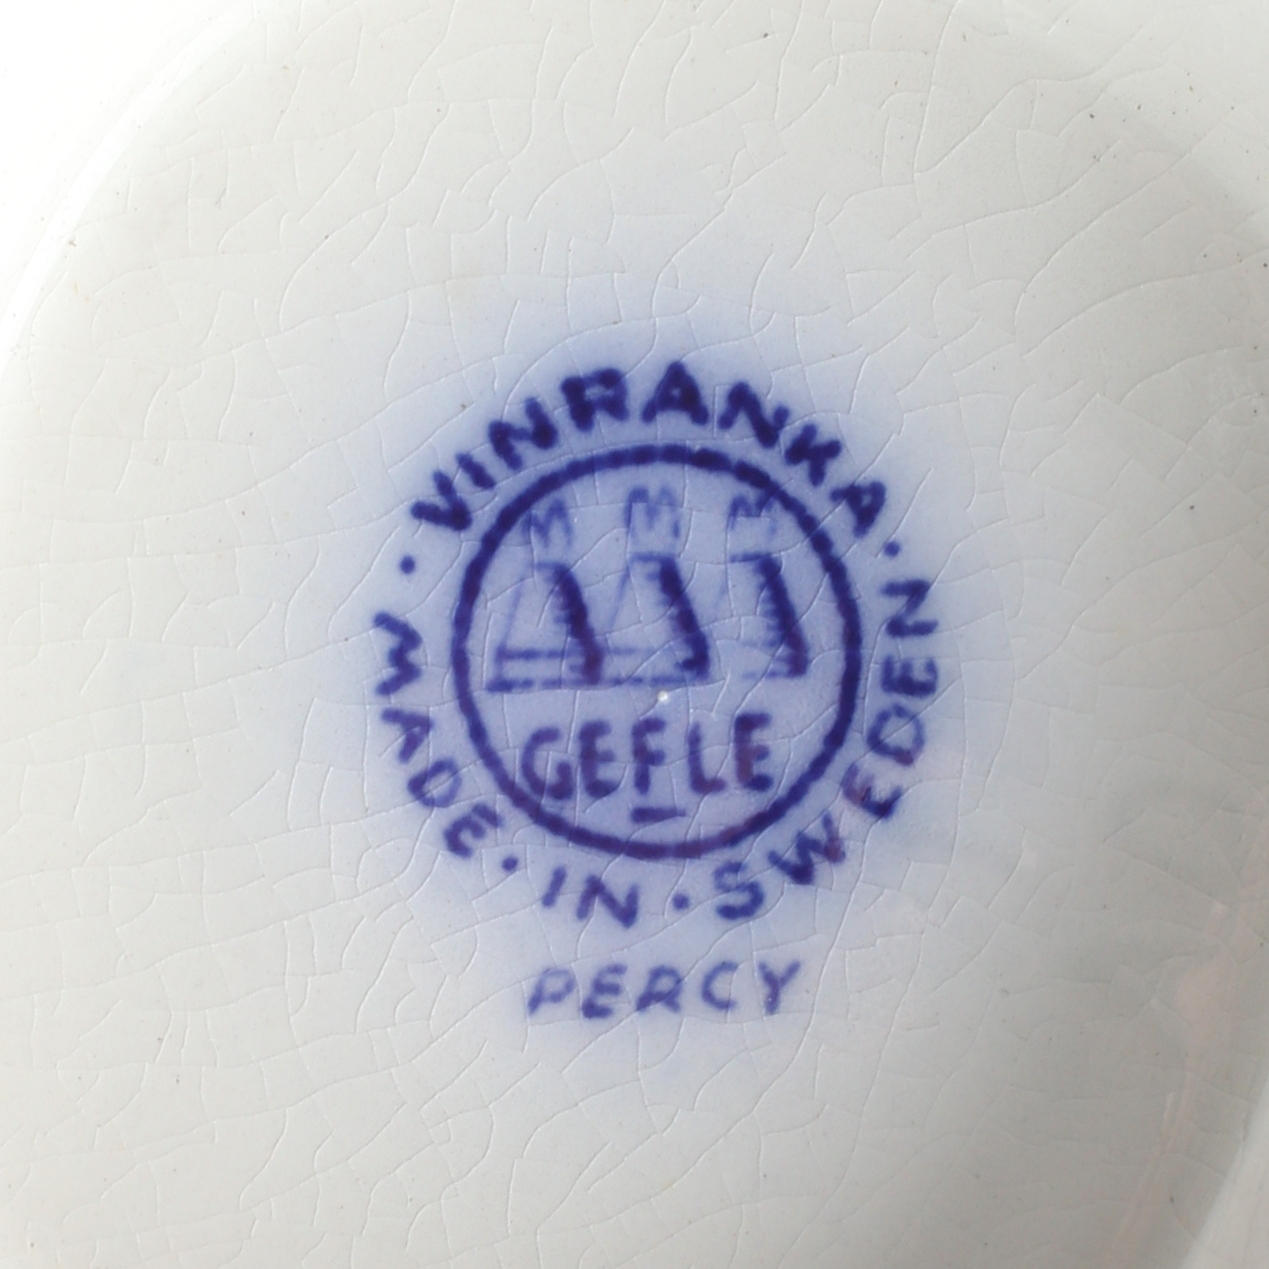 · VINRANKA ·
GEFLE
MADE · IN · SWEDEN
PERCY